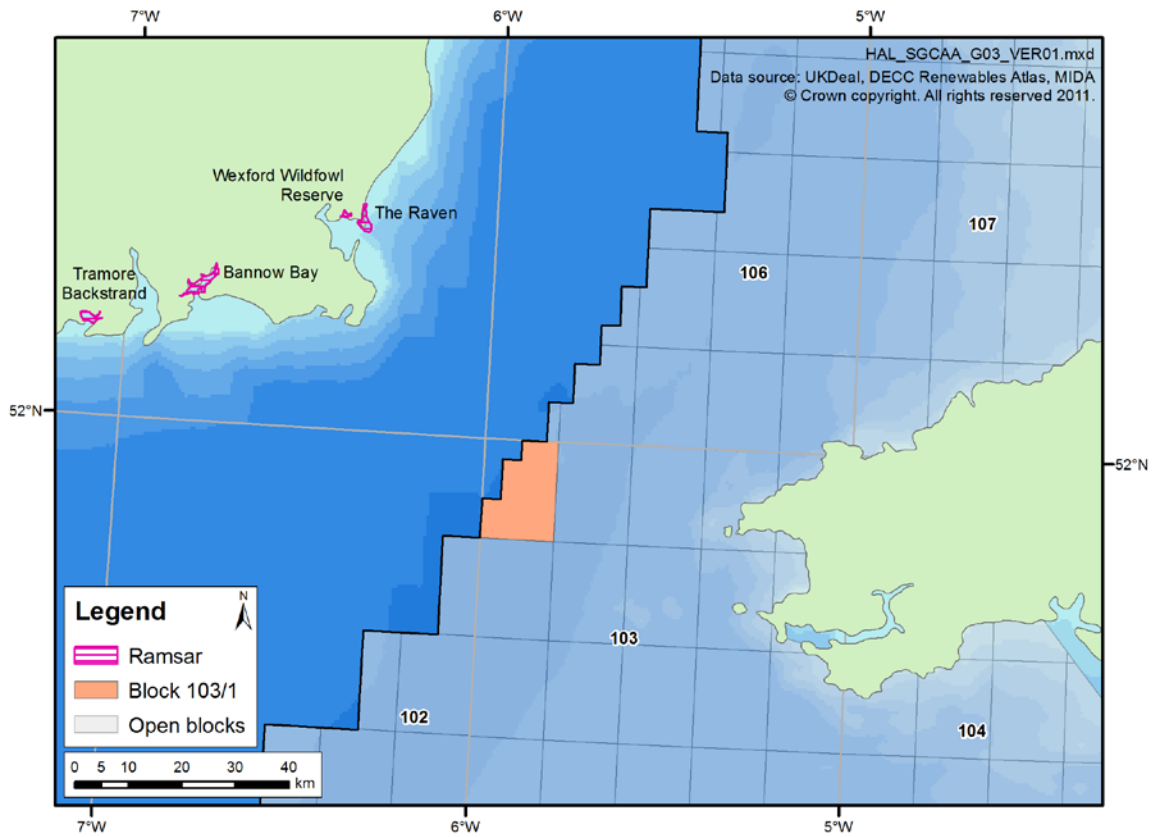 7°W
6°W
5°W
HAL_SGCAA_G03_VER01.mxd
Data source: UKDeal, DECC Renewables Atlas, MIDA
© Crown copyright. All rights reserved 2011.
Wexford Wildfowl
Reserve
The Raven
107
Bannow Bay
106
Tramore
Backstrand
52°N
52°N
Legend
N
Ramsar
Block 103/1
Open blocks
103
102
104
0 5 10 20 30 40
km
7°W
6°W
5°W